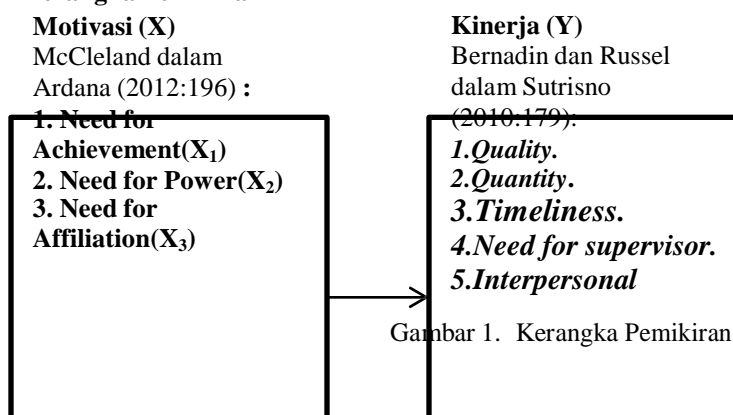 Motivasi (X)
McCleland dalam
Ardana (2012:196) :
1. Need for
Achievement(X₁)
2. Need for Power(X₂)
3. Need for
Affiliation(X₃)
Kinerja (Y)
Bernadin dan Russel
dalam Sutrisno
(2010:179):
1.Quality.
2.Quantity.
3.Timeliness.
4.Need for supervisor.
5.Interpersonal
Gambar 1. Kerangka Pemikiran